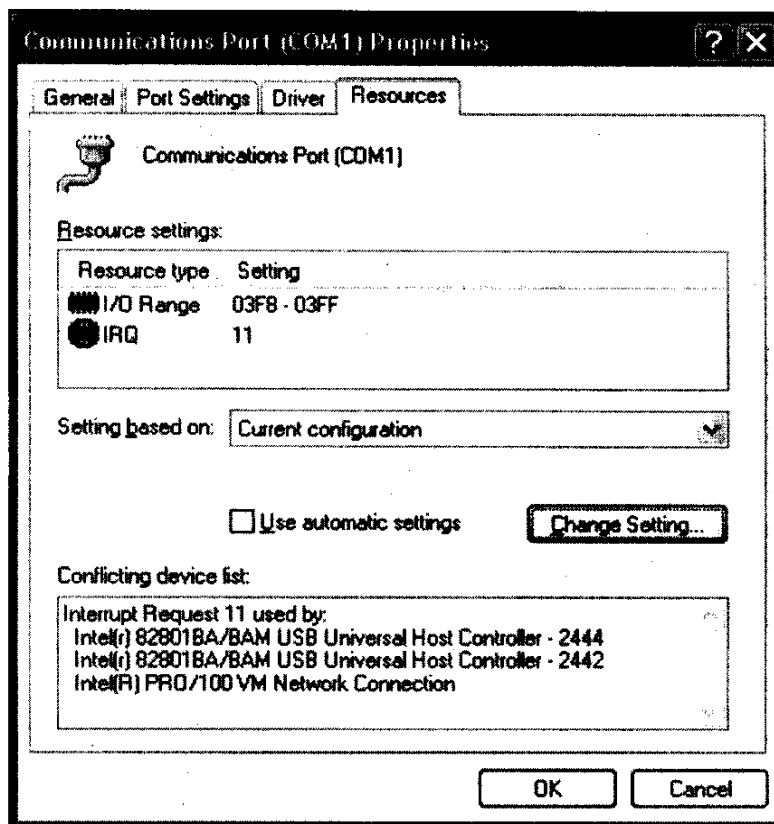 Communications Port (COM1) Properties
General Port Settings Driver Resources
Communications Port (COM1)
Resource settings:
Resource type Setting
I/O Range 03F8 - 03FF
IRQ 11
Setting based on: Current configuration
Use automatic settings Change Setting...
Conflicting device list:
Interrupt Request 11 used by:
Intel(r) 82801BA/BAM USB Universal Host Controller - 2444
Intel(r) 82801BA/BAM USB Universal Host Controller - 2442
Intel(R) PRO/100 VM Network Connection
OK Cancel